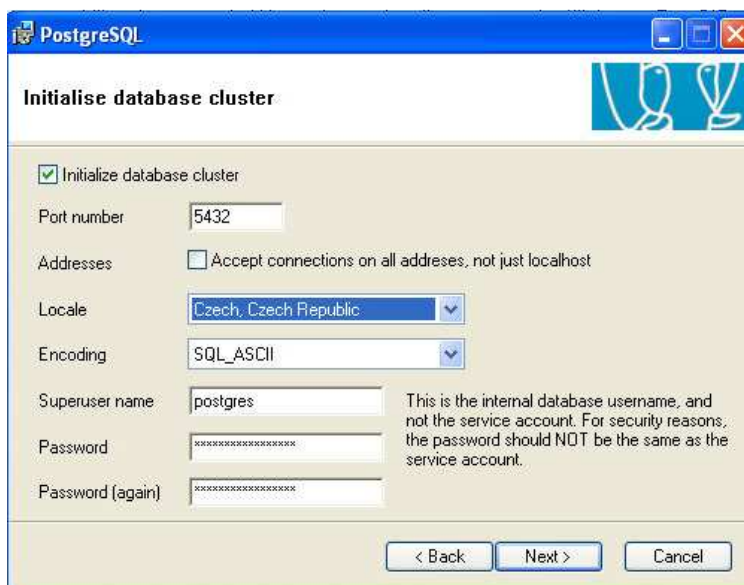 PostgreSQL
Initialise database cluster
Initialize database cluster
Port number 5432
Addresses Accept connections on all addreses, not just localhost
Locale Czech, Czech Republic
Encoding SQL_ASCII
Superuser name postgres
This is the internal database username, and
not the service account. For security reasons,
the password should NOT be the same as the
service account.
Password ****************
Password (again) ****************
< Back Next > Cancel